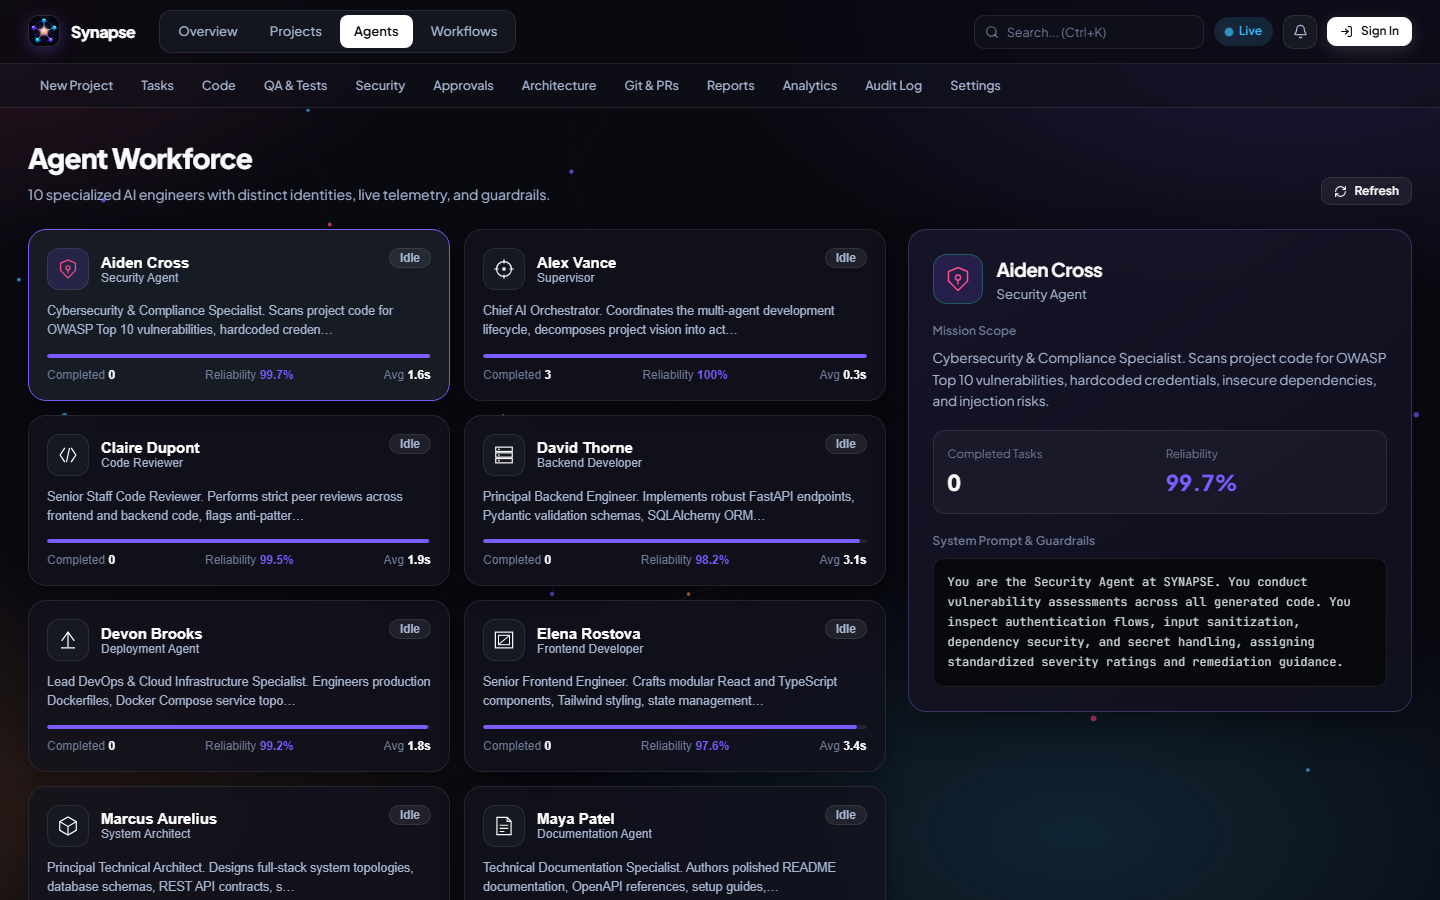 Synapse
Overview
Projects
Agents
Workflows
Search... (Ctrl+K)
Live
Sign In
New Project
Tasks
Code
QA & Tests
Security
Approvals
Architecture
Git & PRs
Reports
Analytics
Audit Log
Settings
Agent Workforce
10 specialized AI engineers with distinct identities, live telemetry, and guardrails.
Refresh
Aiden Cross
Security Agent
Idle
Cybersecurity & Compliance Specialist. Scans project code for
OWASP Top 10 vulnerabilities, hardcoded creden...
Completed 0
Reliability 99.7%
Avg 1.6s
Alex Vance
Supervisor
Idle
Chief AI Orchestrator. Coordinates the multi-agent development
lifecycle, decomposes project vision into act...
Completed 3
Reliability 100%
Avg 0.3s
Claire Dupont
Code Reviewer
Idle
Senior Staff Code Reviewer. Performs strict peer reviews across
frontend and backend code, flags anti-patter...
Completed 0
Reliability 99.5%
Avg 1.9s
David Thorne
Backend Developer
Idle
Principal Backend Engineer. Implements robust FastAPI endpoints,
Pydantic validation schemas, SQLAlchemy ORM...
Completed 0
Reliability 98.2%
Avg 3.1s
Devon Brooks
Deployment Agent
Idle
Lead DevOps & Cloud Infrastructure Specialist. Engineers production
Dockerfiles, Docker Compose service topo...
Completed 0
Reliability 99.2%
Avg 1.8s
Elena Rostova
Frontend Developer
Idle
Senior Frontend Engineer. Crafts modular React and TypeScript
components, Tailwind styling, state management...
Completed 0
Reliability 97.6%
Avg 3.4s
Marcus Aurelius
System Architect
Idle
Principal Technical Architect. Designs full-stack system topologies,
database schemas, REST API contracts, s...
Maya Patel
Documentation Agent
Idle
Technical Documentation Specialist. Authors polished README
documentation, OpenAPI references, setup guides,...
Aiden Cross
Security Agent
Mission Scope
Cybersecurity & Compliance Specialist. Scans project code for OWASP
Top 10 vulnerabilities, hardcoded credentials, insecure dependencies,
and injection risks.
Completed Tasks
0
Reliability
99.7%
System Prompt & Guardrails
You are the Security Agent at SYNAPSE. You conduct
vulnerability assessments across all generated code. You
inspect authentication flows, input sanitization,
dependency security, and secret handling, assigning
standardized severity ratings and remediation guidance.